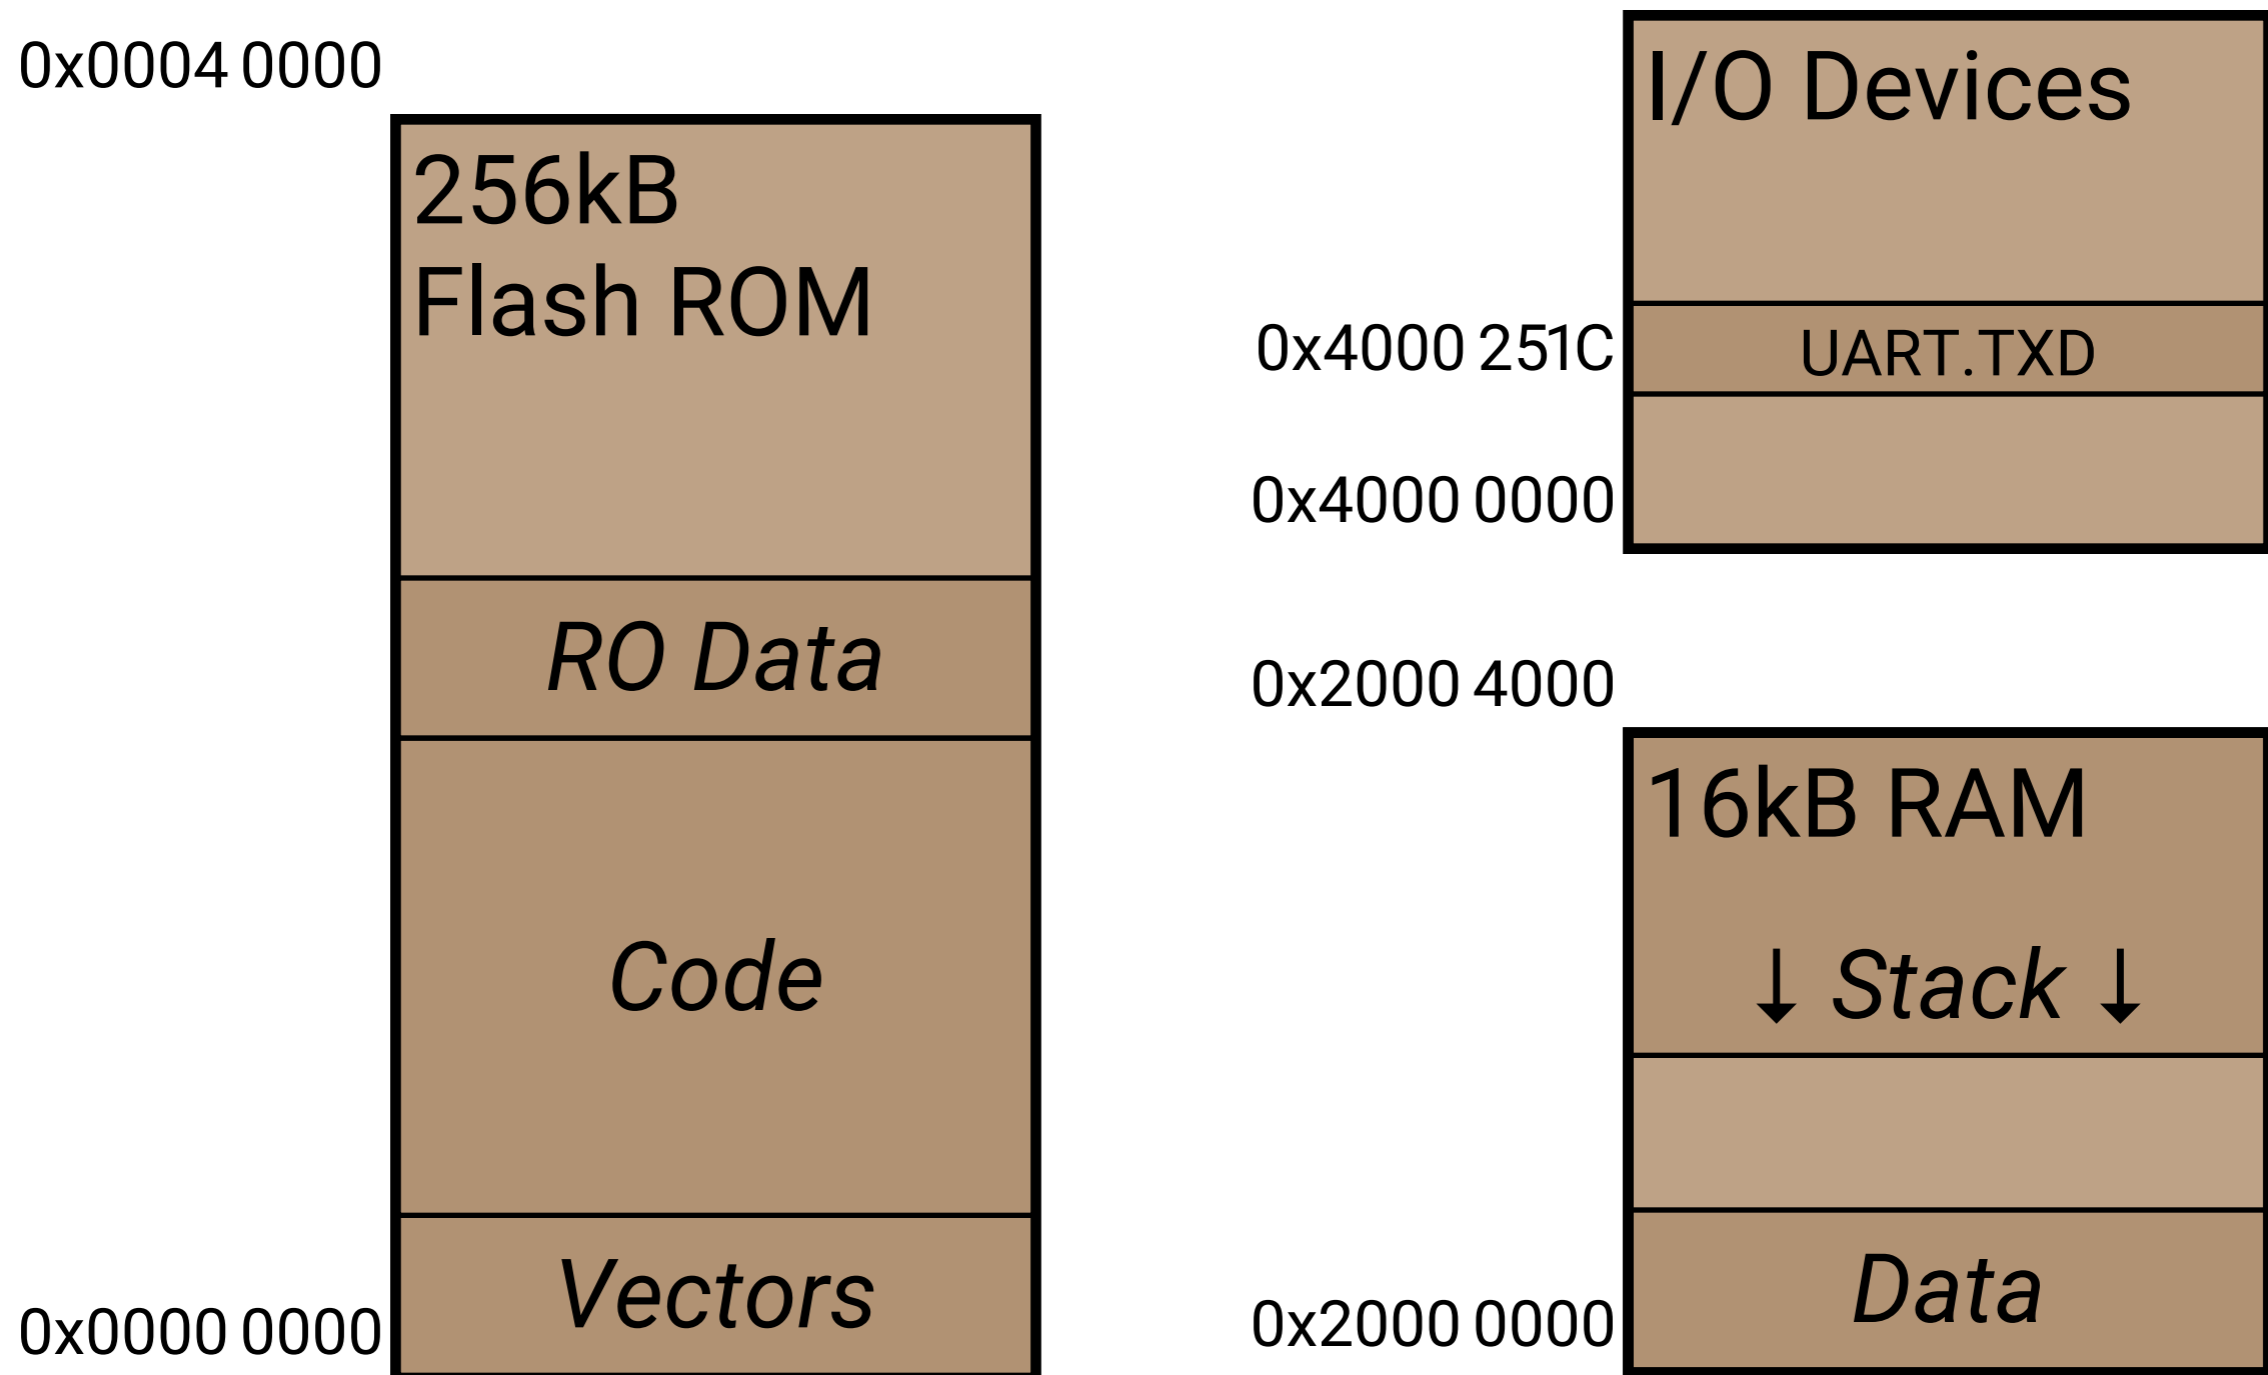 0x0004 0000
256kB
Flash ROM
RO Data
Code
Vectors
0x0000 0000
I/O Devices
0x4000 251C
UART.TXD
0x4000 0000
0x2000 4000
16kB RAM
↓ Stack ↓
Data
0x2000 0000